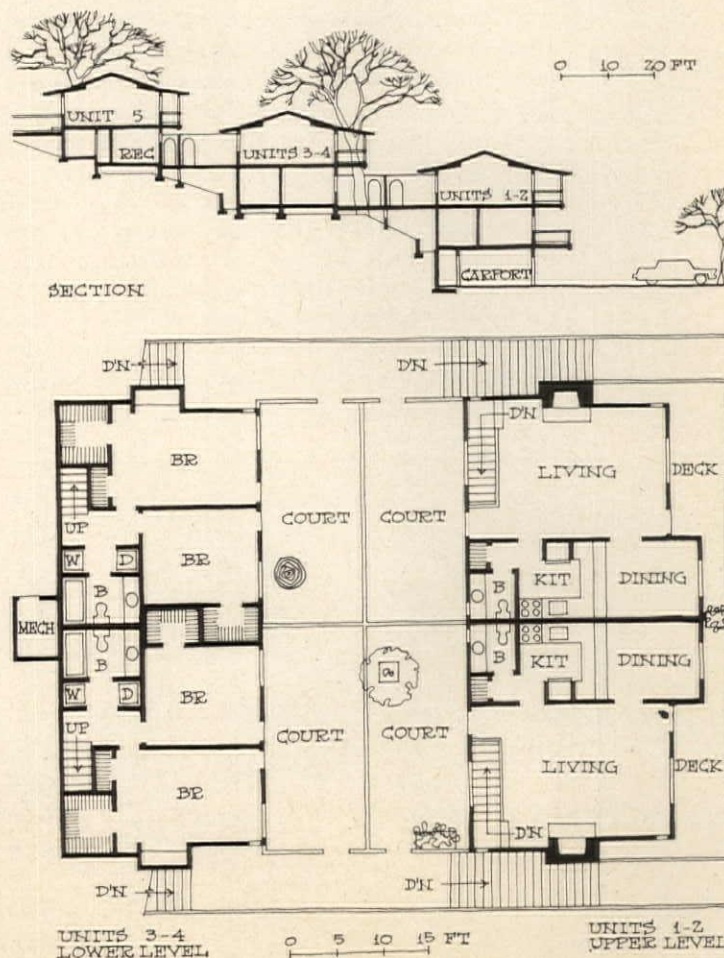 0 10 20 FT
UNIT 5
REC
UNITS 3-4
UNITS 1-2
CARPORT
SECTION
D'N
D'N
D'N
BR
LIVING
DECK
COURT
COURT
UP
BR
W
D
B
B
KIT
DINING
MECH
B
B
KIT
DINING
W
D
BR
UP
COURT
COURT
BR
LIVING
DECK
D'N
D'N
D'N
UNITS 3-4
LOWER LEVEL
0 5 10 15 FT
UNITS 1-2
UPPER LEVEL